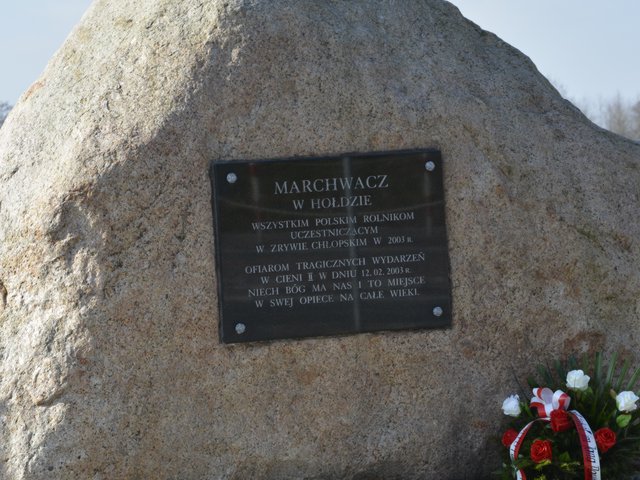 MARCHWACZ
W HOŁDZIE
WSZYSTKIM POLSKIM ROLNIKOM
UCZESTNICZĄCYM
W ZRYWIE CHŁOPSKIM W 2003 R.
OFIAROM TRAGICZNYCH WYDARZEŃ
W CIENI II W DNIU 12.02.2003 R.
NIECH BÓG MA NAS I TO MIEJSCE
W SWEJ OPIECE NA CAŁE WIEKI.